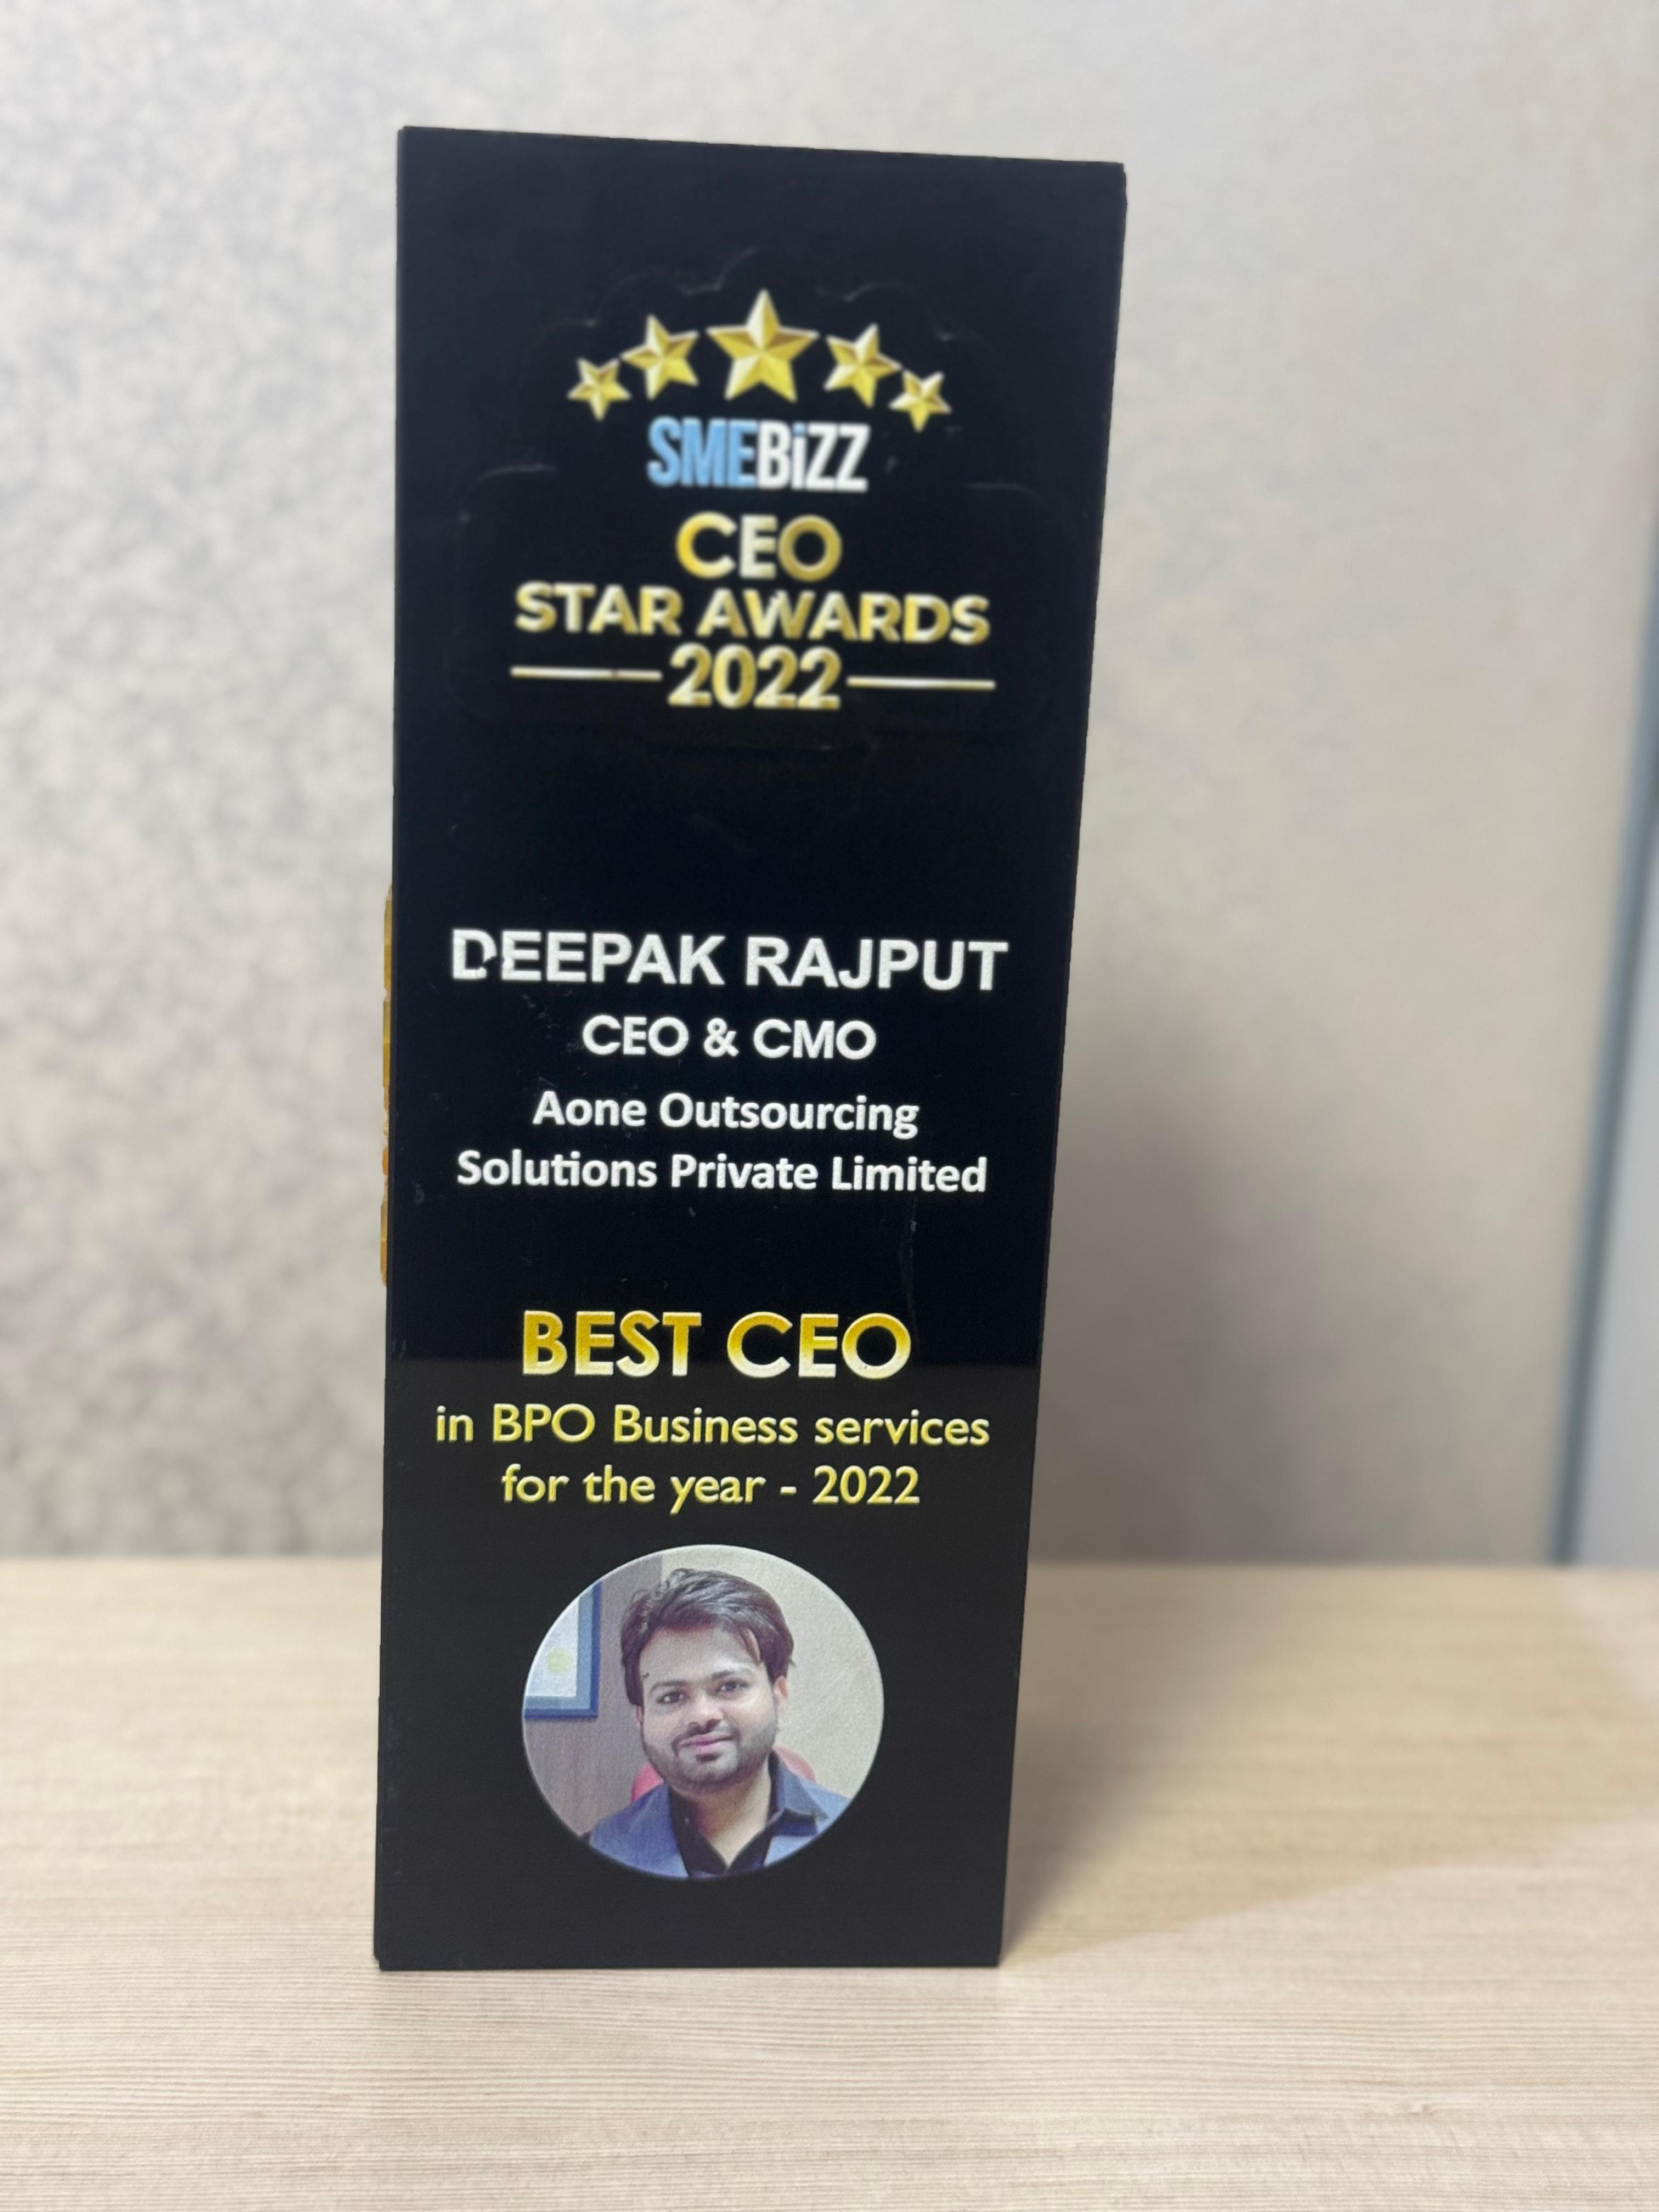 SMEBiZZ
CEO
STAR AWARDS
2022
DEEPAK RAJPUT
CEO & CMO
Aone Outsourcing
Solutions Private Limited
BEST CEO
in BPO Business services
for the year - 2022